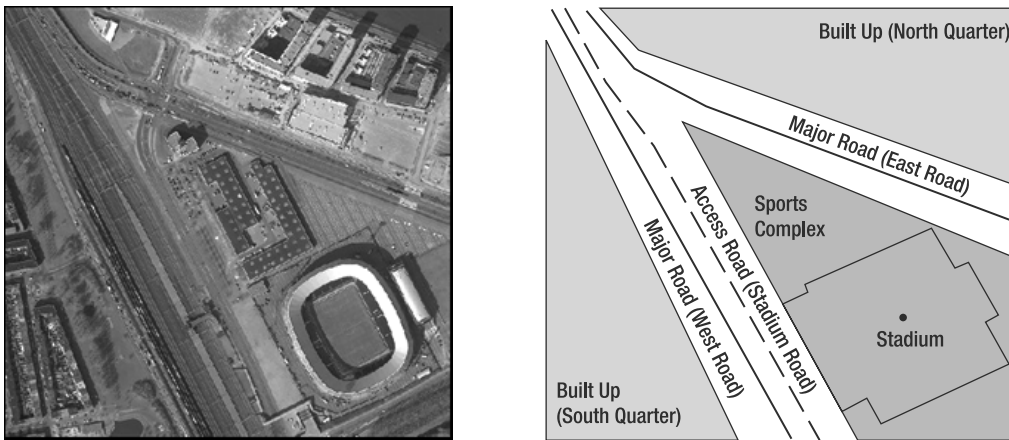 Built Up (North Quarter)
Major Road (East Road)
Sports
Complex
Access Road (Stadium Road)
Major Road (West Road)
Stadium
Built Up
(South Quarter)